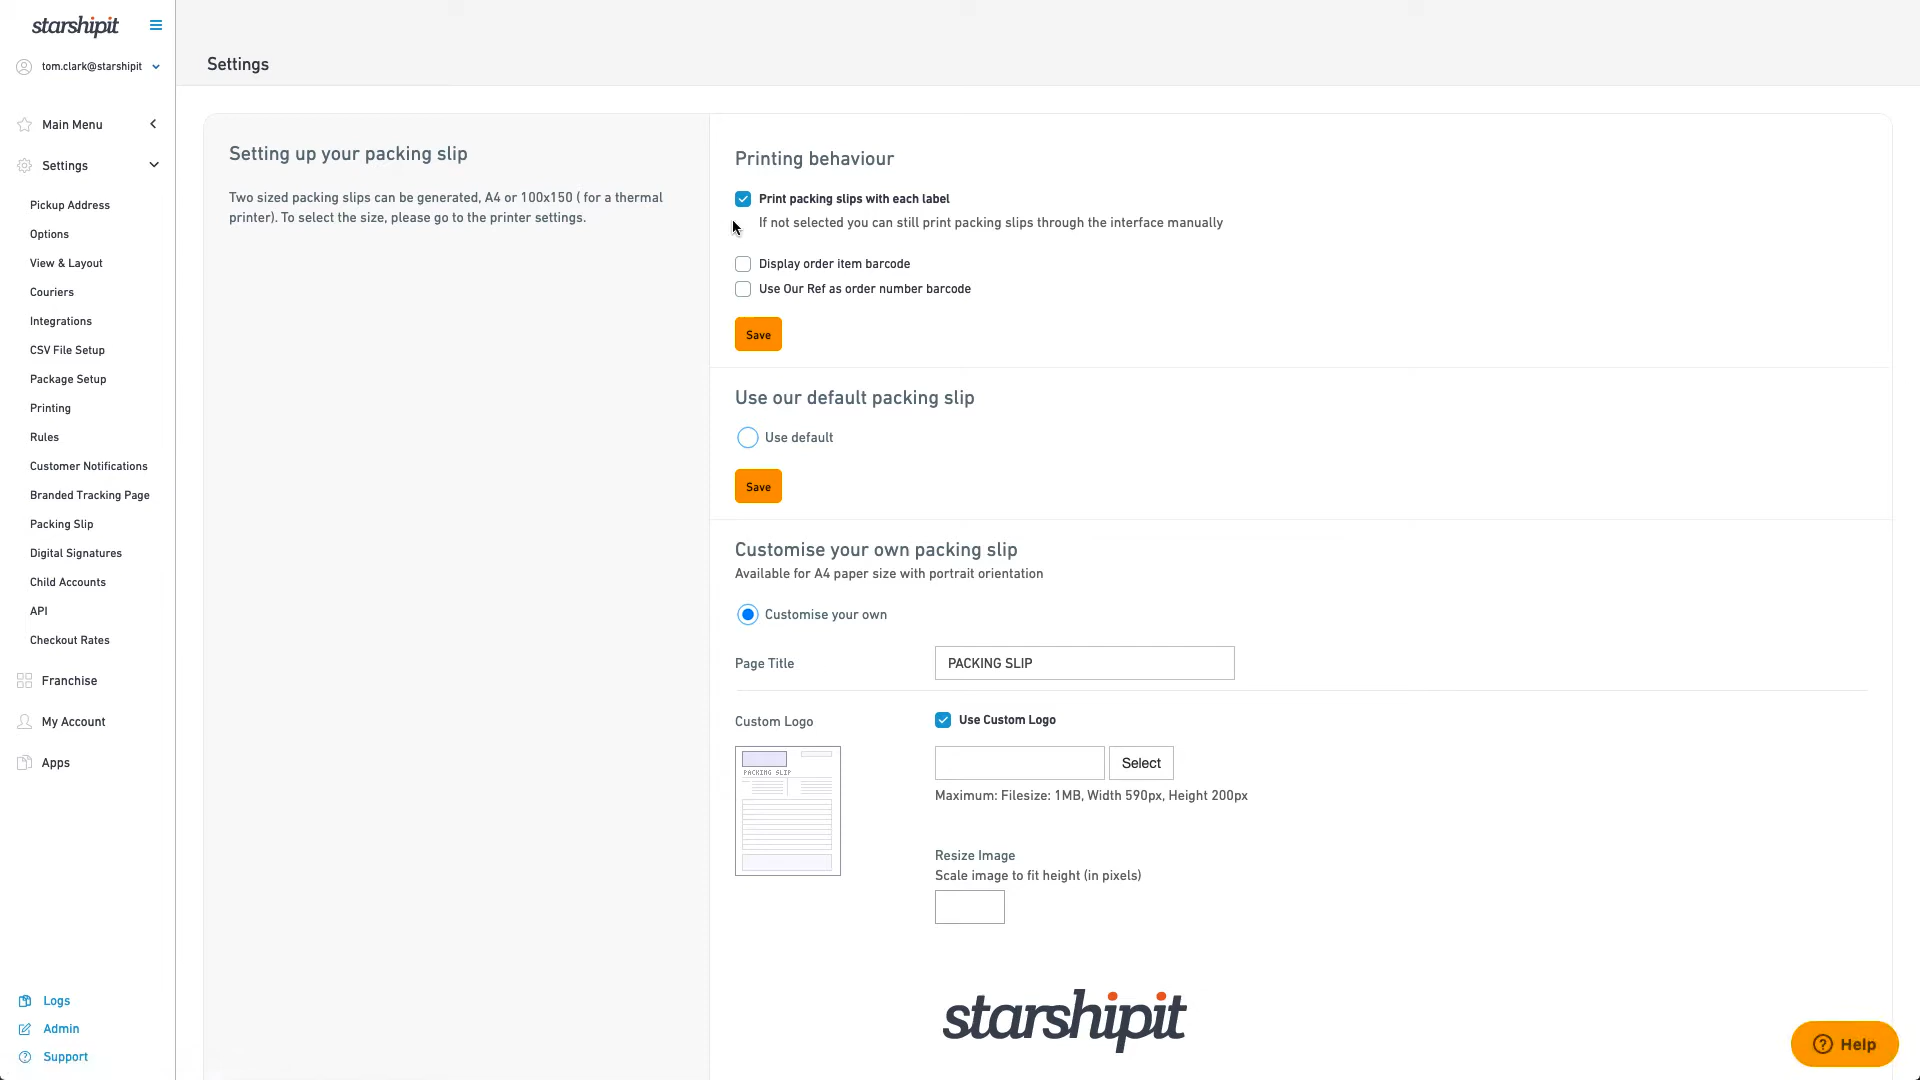 starshipit
tom.clark@starshipit
Main Menu
Settings
Pickup Address
Options
View & Layout
Couriers
Integrations
CSV File Setup
Package Setup
Printing
Rules
Customer Notifications
Branded Tracking Page
Packing Slip
Digital Signatures
Child Accounts
API
Checkout Rates
Franchise
My Account
Apps
Logs
Admin
Support
Settings
Setting up your packing slip
Two sized packing slips can be generated, A4 or 100x150 ( for a thermal
printer). To select the size, please go to the printer settings.
Printing behaviour
Print packing slips with each label
If not selected you can still print packing slips through the interface manually
Display order item barcode
Use Our Ref as order number barcode
Save
Use our default packing slip
Use default
Save
Customise your own packing slip
Available for A4 paper size with portrait orientation
Customise your own
Page Title
PACKING SLIP
Custom Logo
PACKING SLIP
Use Custom Logo
Select
Maximum: Filesize: 1MB, Width 590px, Height 200px
Resize Image
Scale image to fit height (in pixels)
starshipit
Help